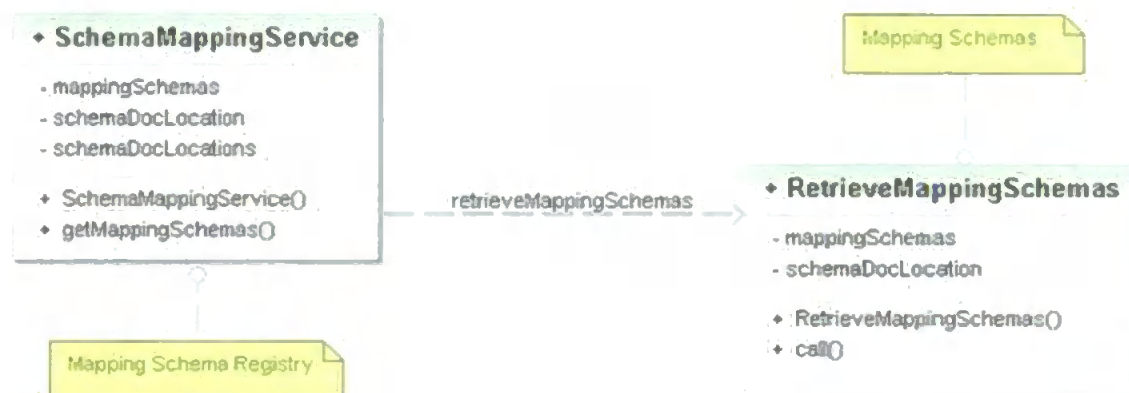 + SchemaMappingService
- mappingSchemas
- schemaDocLocation
- schemaDocLocations
+ SchemaMappingService()
+ getMappingSchemas()
Mapping Schema Registry
retrieveMappingSchemas
Mapping Schemas
+ RetrieveMappingSchemas
- mappingSchemas
- schemaDocLocation
+ RetrieveMappingSchemas()
+ call()